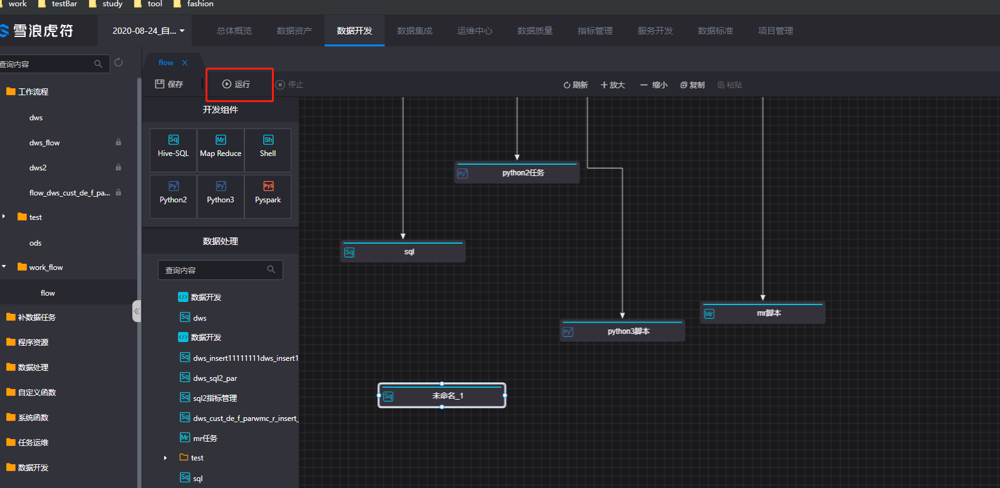 work
testBar
study
tool
fashion
雪浪虎符
2020-08-24_自...
总体概览
数据资产
数据开发
数据集成
运维中心
数据质量
指标管理
服务开发
数据标准
项目管理
查询内容
flow X
保存
运行
停止
刷新
放大
缩小
复制
粘贴
工作流程
dws
dws_flow
dws2
flow_dws_cust_de_f_pa...
test
ods
work_flow
flow
补数据任务
程序资源
数据处理
自定义函数
系统函数
任务运维
数据开发
开发组件
Sq
Hive-SQL
Mr
Map Reduce
Sh
Shell
Py
Python2
Py
Python3
PyS
Pyspark
数据处理
查询内容
数据开发
Sq dws
数据开发
Sq dws_insert11111111dws_insert1
Sq dws_sql2_par
Sq sql2指标管理
Sq dws_cust_de_f_parwmc_r_insert_
Mr mr任务
test
Sq sql
Py python2任务
Sq sql
Mr mr脚本
Py python3脚本
Sq 未命名_1